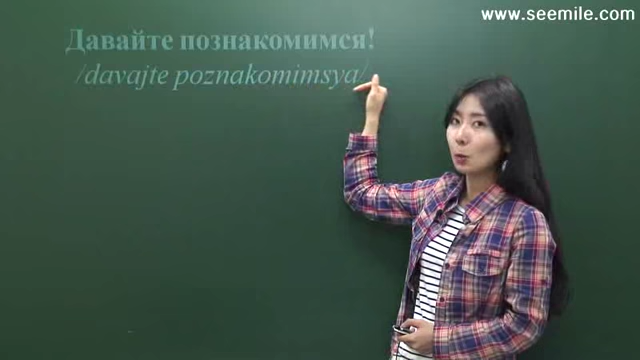 www.seemile.com
Давайте познакомимся!
/davajte poznakomimsya/